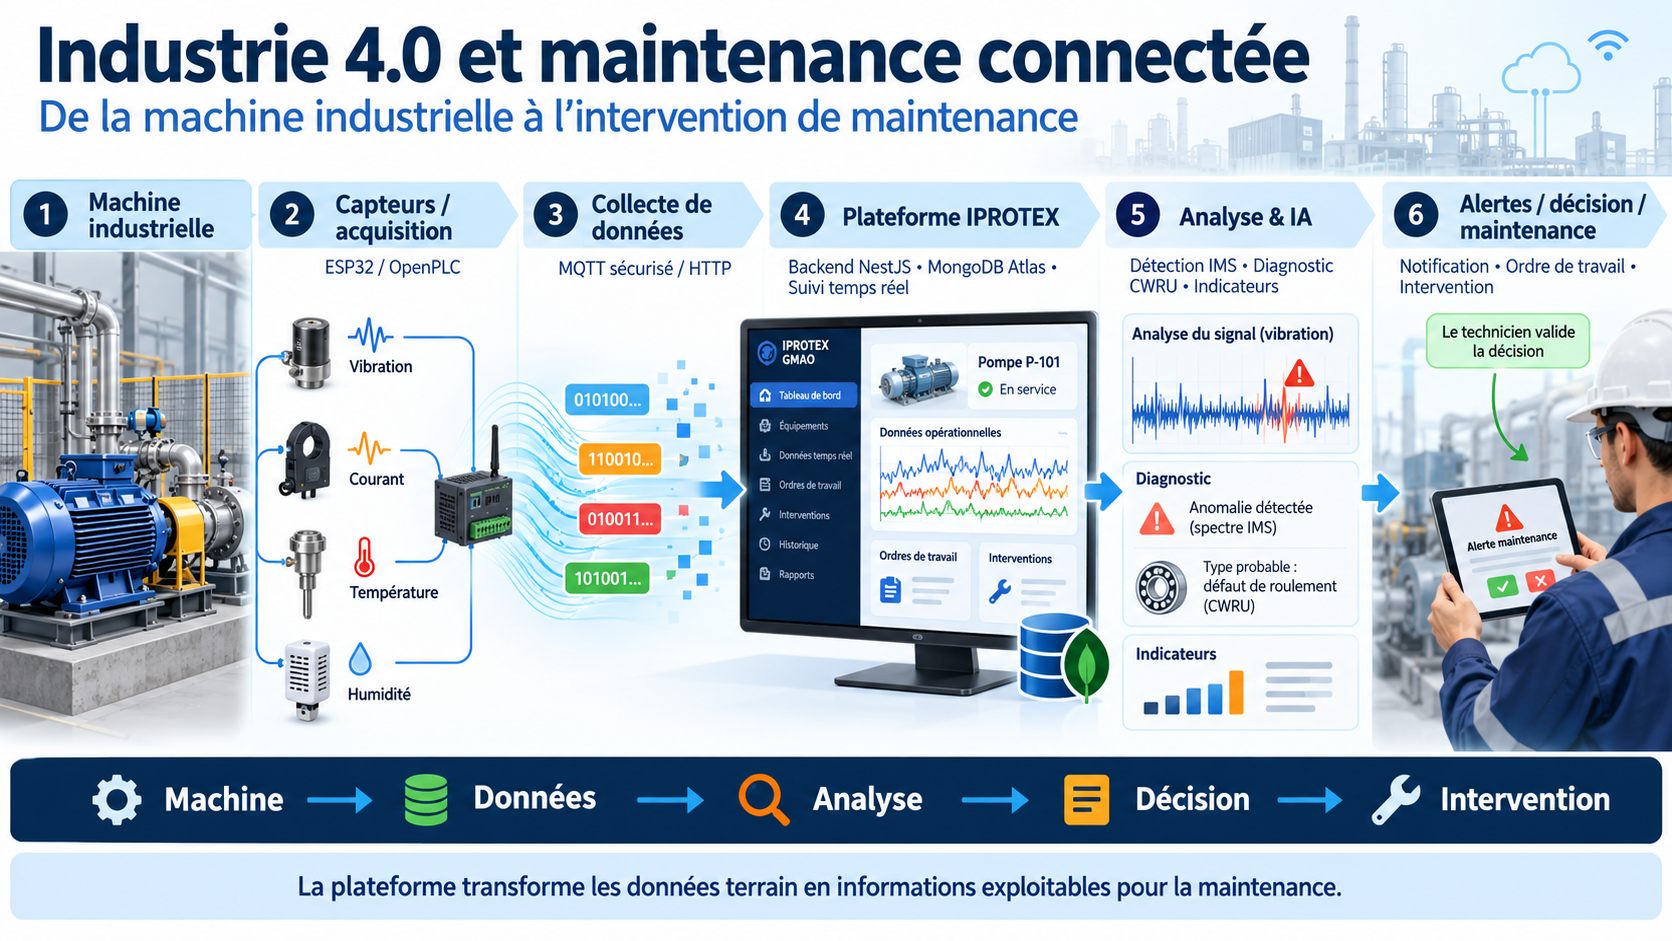 Industrie 4.0 et maintenance connectée
De la machine industrielle à l'intervention de maintenance
1
Machine
industrielle
2
Capteurs /
acquisition
ESP32 / OpenPLC
Vibration
Courant
Température
Humidité
3
Collecte de
données
MQTT sécurisé / HTTP
010100...
110010...
010011...
101001...
4
Plateforme IPROTEX
Backend NestJS • MongoDB Atlas •
Suivi temps réel
IPROTEX
GMAO
Tableau de bord
Équipements
Données temps réel
Ordres de travail
Interventions
Historique
Rapports
Pompe P-101
En service
Données opérationnelles
Ordres de travail
Interventions
5
Analyse & IA
Détection IMS • Diagnostic
CWRU • Indicateurs
Analyse du signal (vibration)
Diagnostic
Anomalie détectée
(spectre IMS)
Type probable :
défaut de roulement
(CWRU)
Indicateurs
6
Alertes / décision /
maintenance
Notification • Ordre de travail •
Intervention
Le technicien valide
la décision
Alerte maintenance
Machine
Données
Analyse
Décision
Intervention
La plateforme transforme les données terrain en informations exploitables pour la maintenance.